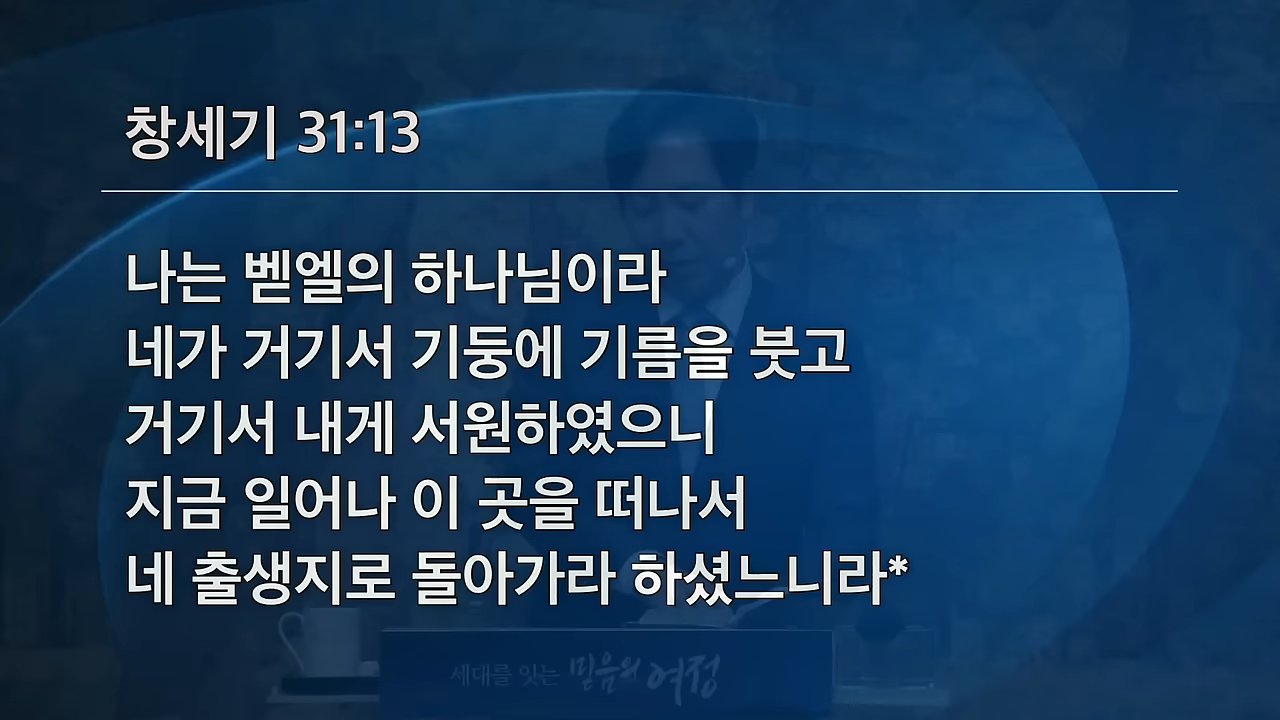 창세기 31:13
나는 벧엘의 하나님이라
네가 거기서 기둥에 기름을 붓고
거기서 내게 서원하였으니
지금 일어나 이 곳을 떠나서
네 출생지로 돌아가라 하셨느니라*
세대를 잇는 믿음의 여정